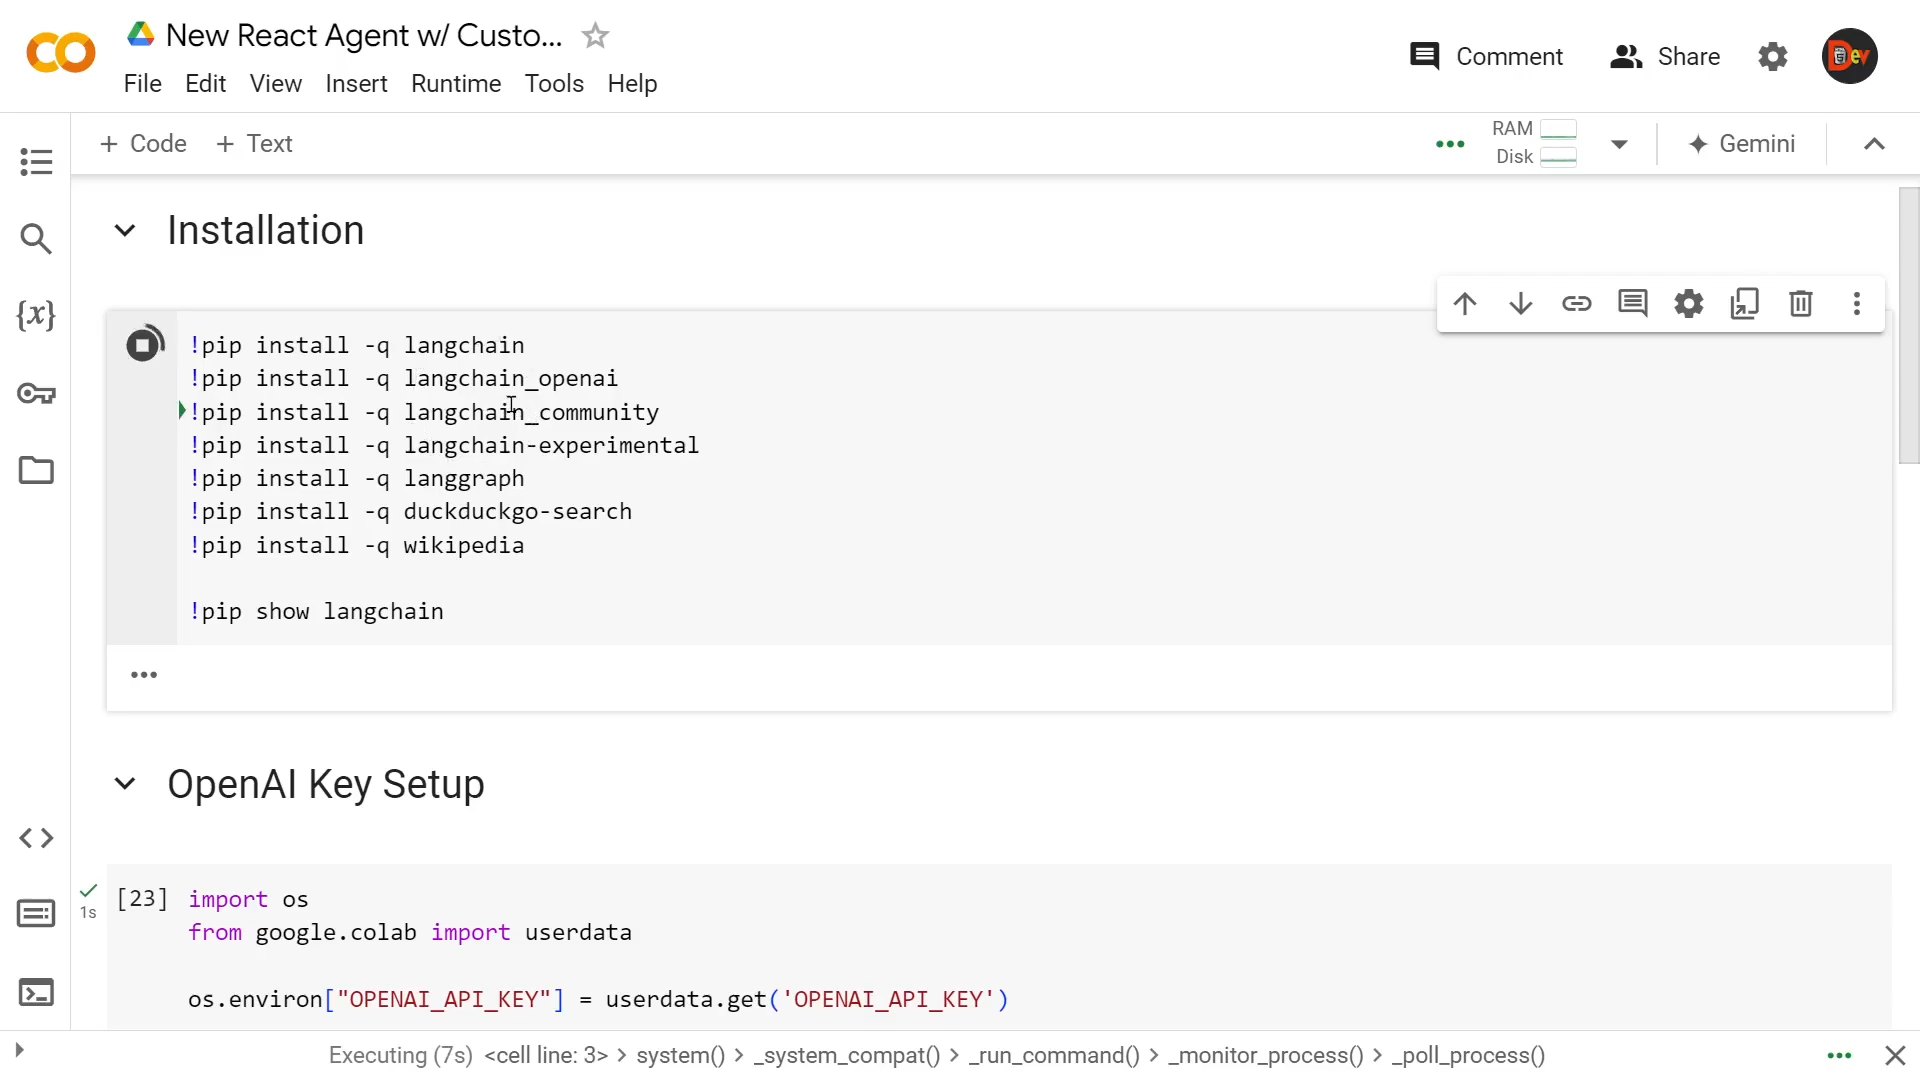 New React Agent w/ Custo...
File Edit View Insert Runtime Tools Help
Comment
Share
Dev
+ Code + Text
RAM
Disk
Gemini
Installation
!pip install -q langchain
!pip install -q langchain_openai
!pip install -q langchain_community
!pip install -q langchain-experimental
!pip install -q langgraph
!pip install -q duckduckgo-search
!pip install -q wikipedia
!pip show langchain
OpenAI Key Setup
1s
[23] import os
from google.colab import userdata
os.environ["OPENAI_API_KEY"] = userdata.get('OPENAI_API_KEY')
Executing (7s) <cell line: 3> > system() > _system_compat() > _run_command() > _monitor_process() > _poll_process()